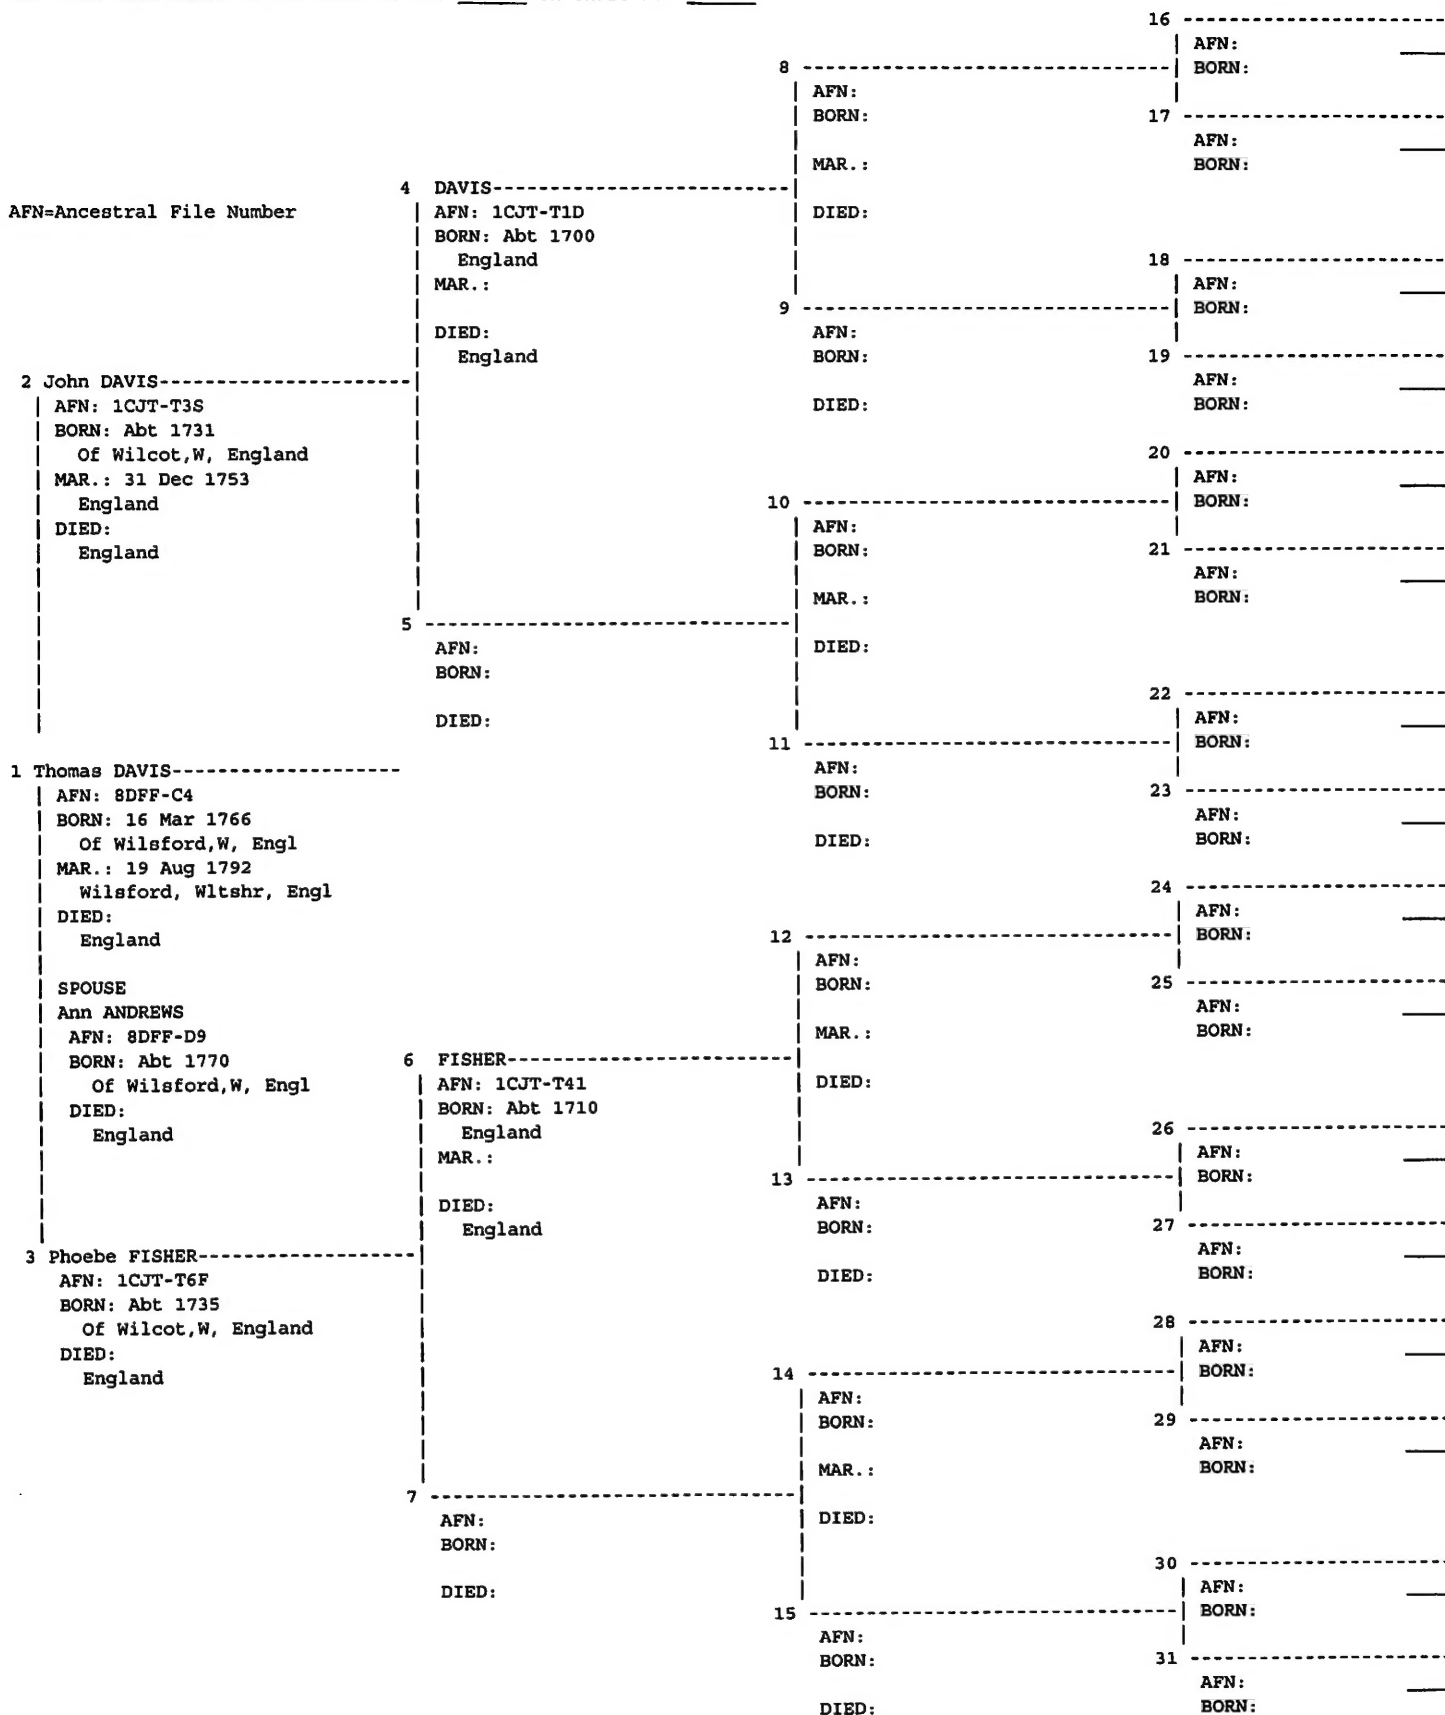 16 ----------------------
AFN:
8 ------------------------------| BORN:
AFN:
BORN:
17 ----------------------
AFN:
MAR.:
BORN:
4 DAVIS-------------------------|
AFN=Ancestral File Number
AFN: 1CJT-T1D
DIED:
BORN: Abt 1700
England
18 ----------------------
MAR.:
AFN:
9 ------------------------------| BORN:
DIED:
AFN:
England
BORN:
19 ----------------------
2 John DAVIS---------------------|
AFN:
AFN: 1CJT-T3S
DIED:
BORN:
BORN: Abt 1731
Of Wilcot,W, England
20 ----------------------
MAR.: 31 Dec 1753
AFN:
England
10 ------------------------------| BORN:
DIED:
AFN:
England
BORN:
21 ----------------------
AFN:
MAR.:
BORN:
5 ------------------------------|
AFN:
DIED:
BORN:
22 ----------------------
DIED:
AFN:
11 ------------------------------| BORN:
1 Thomas DAVIS-------------------
AFN:
AFN: 8DFF-C4
BORN:
23 ----------------------
BORN: 16 Mar 1766
AFN:
Of Wilsford,W, Engl
DIED:
BORN:
MAR.: 19 Aug 1792
Wilsford, Wltshr, Engl
24 ----------------------
DIED:
AFN:
England
12 ------------------------------| BORN:
AFN:
SPOUSE
BORN:
25 ----------------------
Ann ANDREWS
AFN:
AFN: 8DFF-D9
MAR.:
BORN:
BORN: Abt 1770
6 FISHER------------------------|
Of Wilsford,W, Engl
AFN: 1CJT-T41
DIED:
DIED:
BORN: Abt 1710
England
England
26 ----------------------
MAR.:
AFN:
13 ------------------------------| BORN:
DIED:
AFN:
England
BORN:
27 ----------------------
3 Phoebe FISHER------------------|
AFN:
AFN: 1CJT-T6F
DIED:
BORN:
BORN: Abt 1735
Of Wilcot,W, England
28 ----------------------
DIED:
AFN:
England
14 ------------------------------| BORN:
AFN:
BORN:
29 ----------------------
AFN:
MAR.:
BORN:
7 ------------------------------|
AFN:
DIED:
BORN:
30 ----------------------
DIED:
AFN:
15 ------------------------------| BORN:
AFN:
BORN:
31 ----------------------
AFN:
DIED:
BORN: